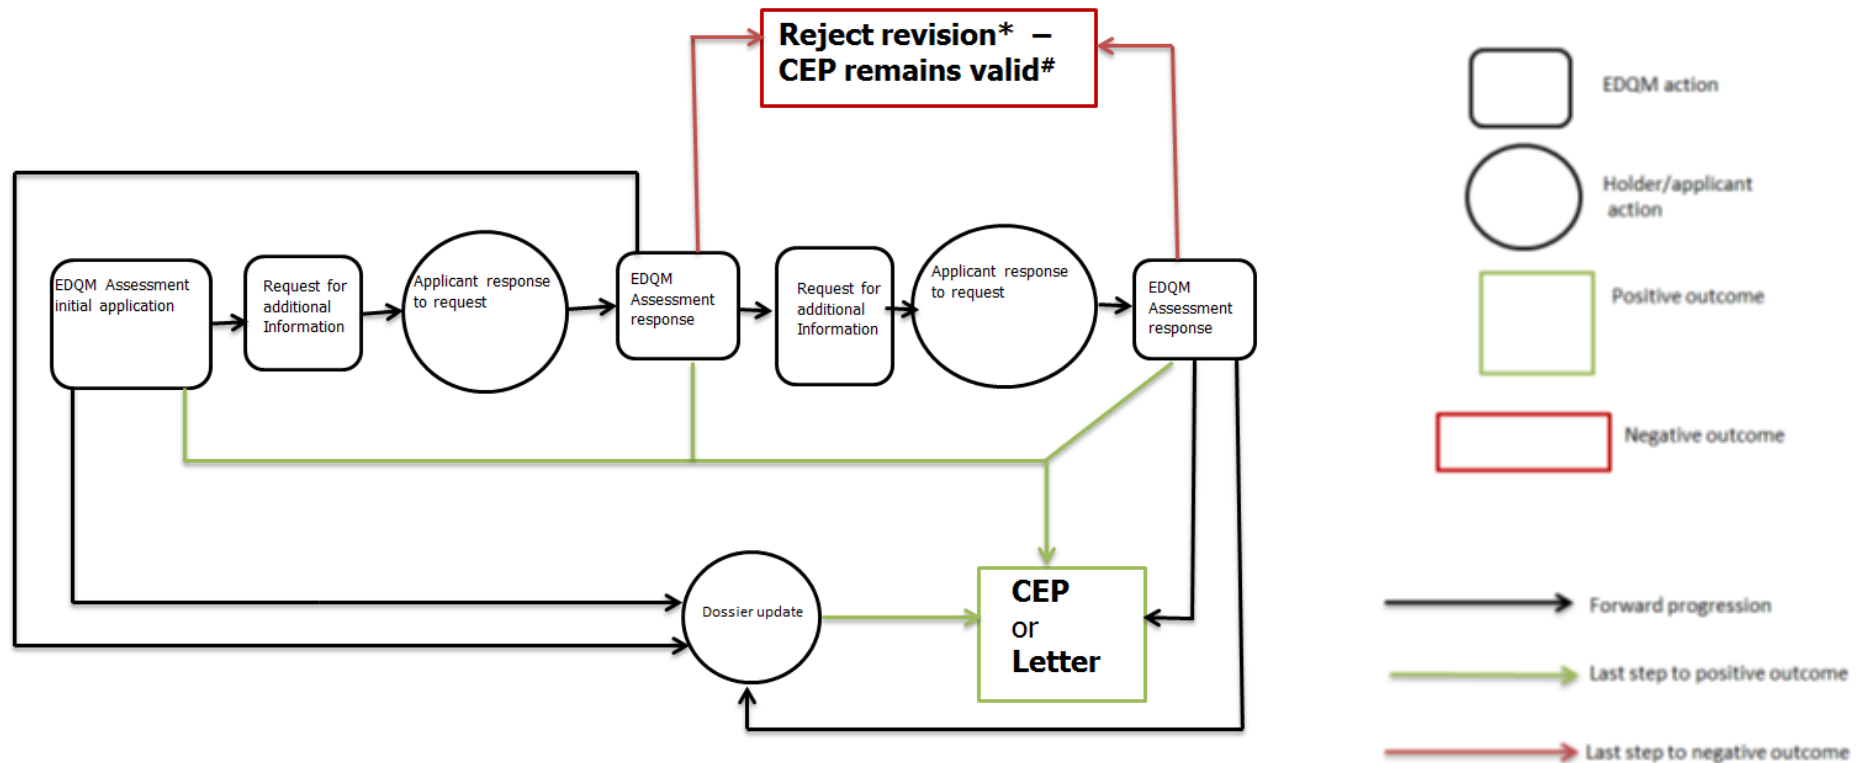 Reject revision* –
CEP remains valid#
EDQM Assessment
initial application
Request for
additional
Information
Applicant response
to request
EDQM
Assessment
response
Request for
additional
Information
Applicant response
to request
EDQM
Assessment
response
Dossier update
CEP
or
Letter
EDQM action
Holder/applicant
action
Positive outcome
Negative outcome
Forward progression
Last step to positive outcome
Last step to negative outcome